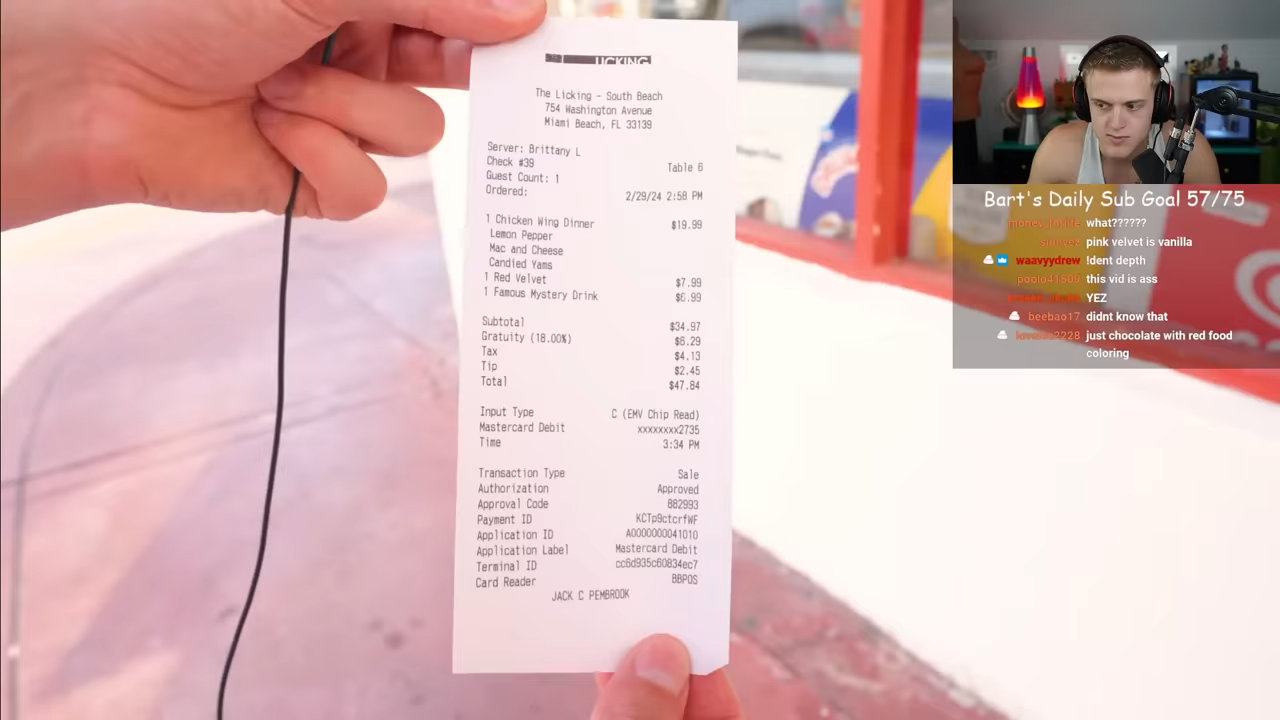 LICKING
The Licking - South Beach
754 Washington Avenue
Miami Beach, FL 33139
Server: Brittany L
Check #39 Table 6
Guest Count: 1
Ordered: 2/29/24 2:58 PM
1 Chicken Wing Dinner $19.99
Lemon Pepper
Mac and Cheese
Candied Yams
1 Red Velvet $7.99
1 Famous Mystery Drink $6.99
Subtotal $34.97
Gratuity (18.00%) $6.29
Tax $4.13
Tip $2.45
Total $47.84
Input Type C (EMV Chip Read)
Mastercard Debit xxxxxxxx2735
Time 3:34 PM
Transaction Type Sale
Authorization Approved
Approval Code 882993
Payment ID KCTp9ctcrfWF
Application ID A0000000041010
Application Label Mastercard Debit
Terminal ID cc6d935c60834ec7
Card Reader BBPOS
JACK C PEMBROOK
Bart's Daily Sub Goal 57/75
what??????
pink velvet is vanilla
waavyydrew !dent depth
poolo41509 this vid is ass
YEZ
beebao17 didnt know that
just chocolate with red food
coloring